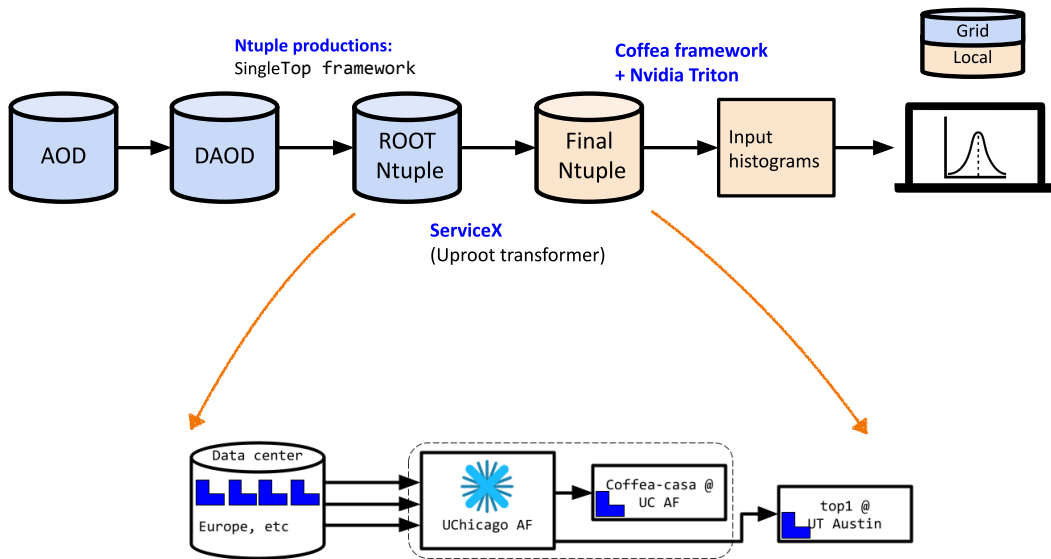 Ntuple productions:
SingleTop framework
Coffea framework
+ Nvidia Triton
Grid
Local
AOD
DAOD
ROOT
Ntuple
Final
Ntuple
Input
histograms
ServiceX
(Uproot transformer)
Data center
Europe, etc
UChicago AF
Coffea-casa @
UC AF
top1 @
UT Austin